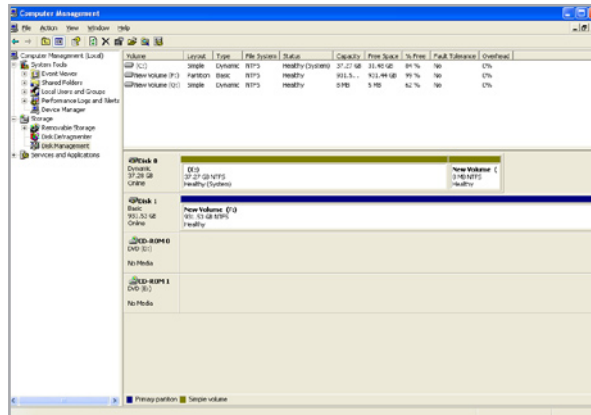 Computer Management
File Action View Window Help
Computer Management (Local)
System Tools
Event Viewer
Shared Folders
Local Users and Groups
Performance Logs and Alerts
Device Manager
Storage
Removable Storage
Disk Defragmenter
Disk Management
Services and Applications
Volume Layout Type File System Status Capacity Free Space % Free Fault Tolerance Overhead
(C:) Simple Dynamic NTFS Healthy (System) 37.27 GB 31.48 GB 84 % No 0%
New Volume (F:) Partition Basic NTFS Healthy 931.5... 931.44 GB 99 % No 0%
New Volume Simple Dynamic NTFS Healthy 8 MB 5 MB 62 % No 0%
Disk 0
Dynamic
37.28 GB
Online
(C:)
37.27 GB NTFS
Healthy (System)
New Volume (
8 MB NTFS
Healthy
Disk 1
Basic
931.52 GB
Online
New Volume (F:)
931.51 GB NTFS
Healthy
CD-ROM 0
DVD (D:)
No Media
CD-ROM 1
DVD (E:)
No Media
Primary partition Simple volume